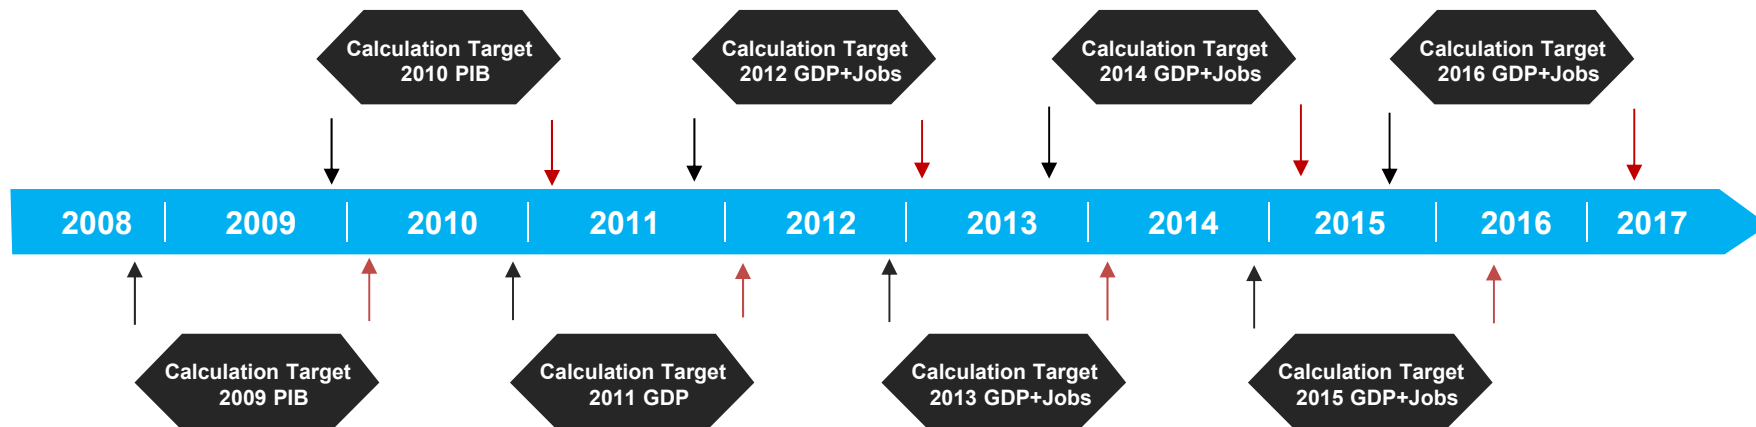 Calculation Target
2010 PIB
Calculation Target
2012 GDP+Jobs
Calculation Target
2014 GDP+Jobs
Calculation Target
2016 GDP+Jobs
2008
2009
2010
2011
2012
2013
2014
2015
2016
2017
Calculation Target
2009 PIB
Calculation Target
2011 GDP
Calculation Target
2013 GDP+Jobs
Calculation Target
2015 GDP+Jobs